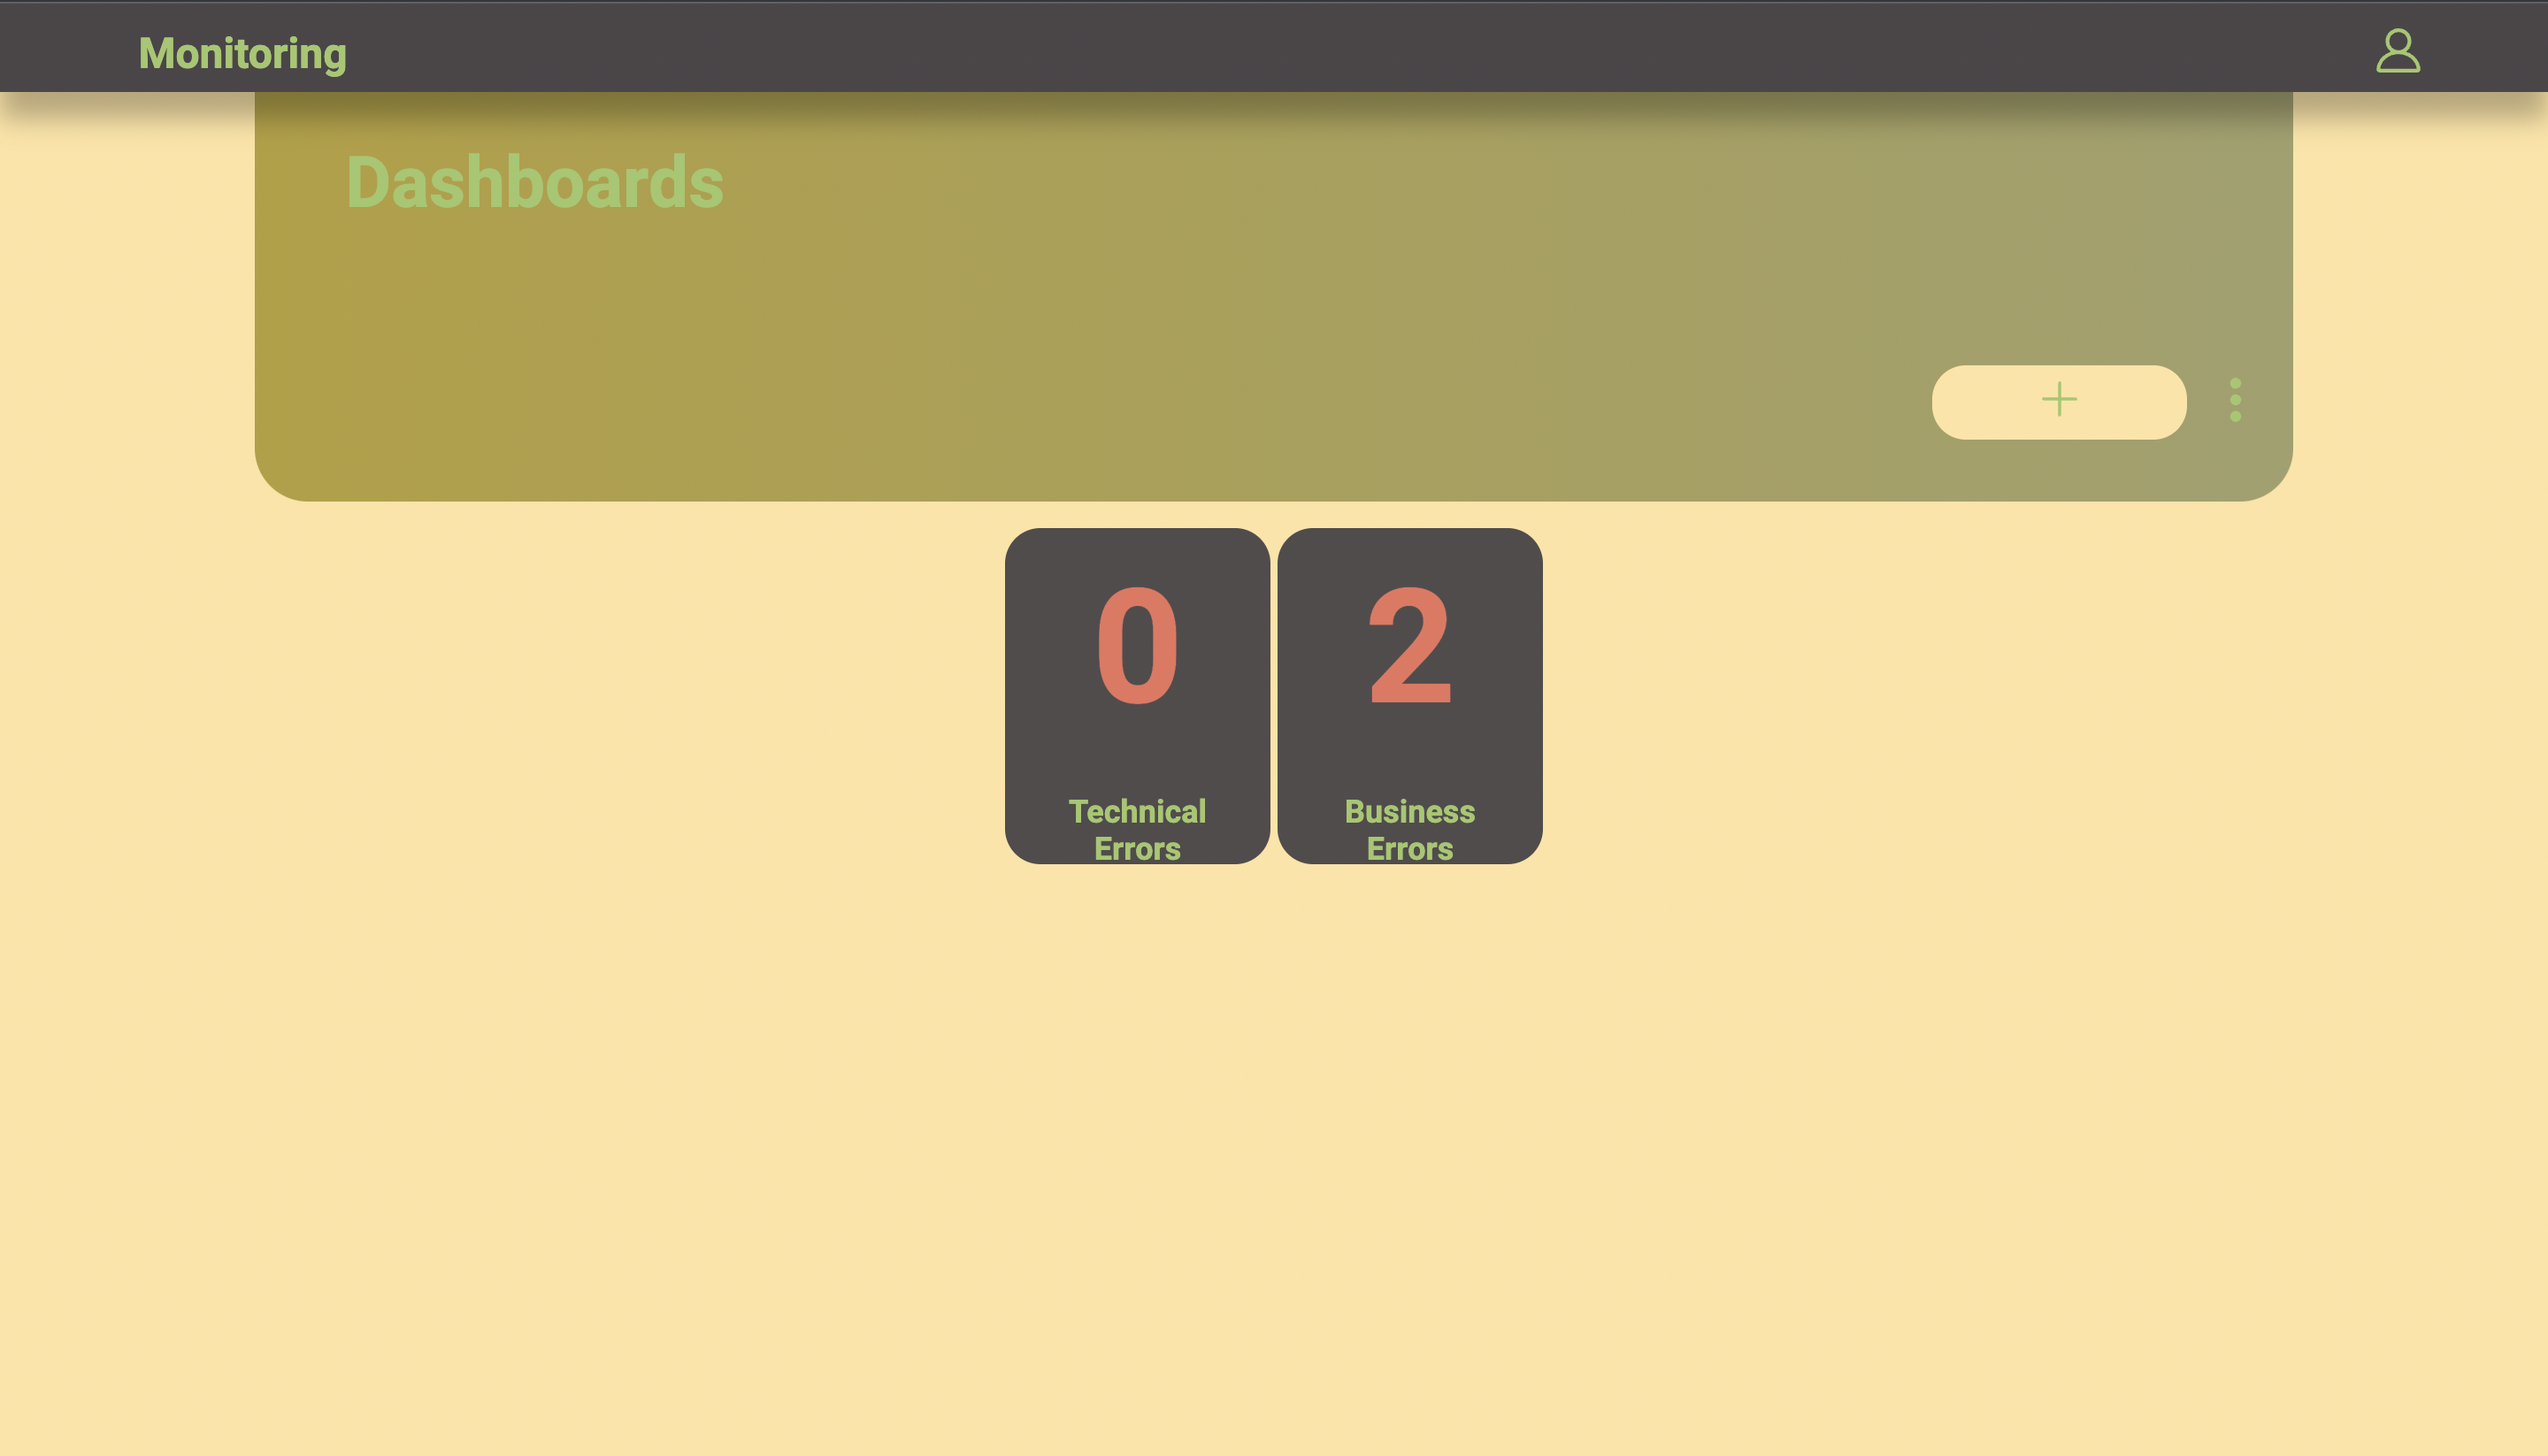 Monitoring
Dashboards
0
2
Technical
Errors
Business
Errors